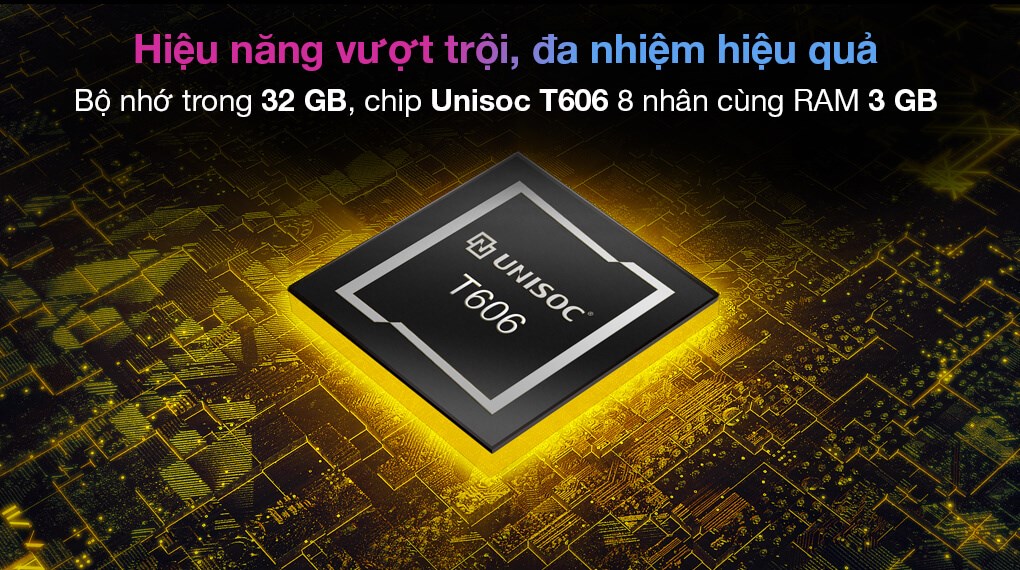 Hiệu năng vượt trội, đa nhiệm hiệu quả
Bộ nhớ trong 32 GB, chip Unisoc T606 8 nhân cùng RAM 3 GB
UNISOC®
T606